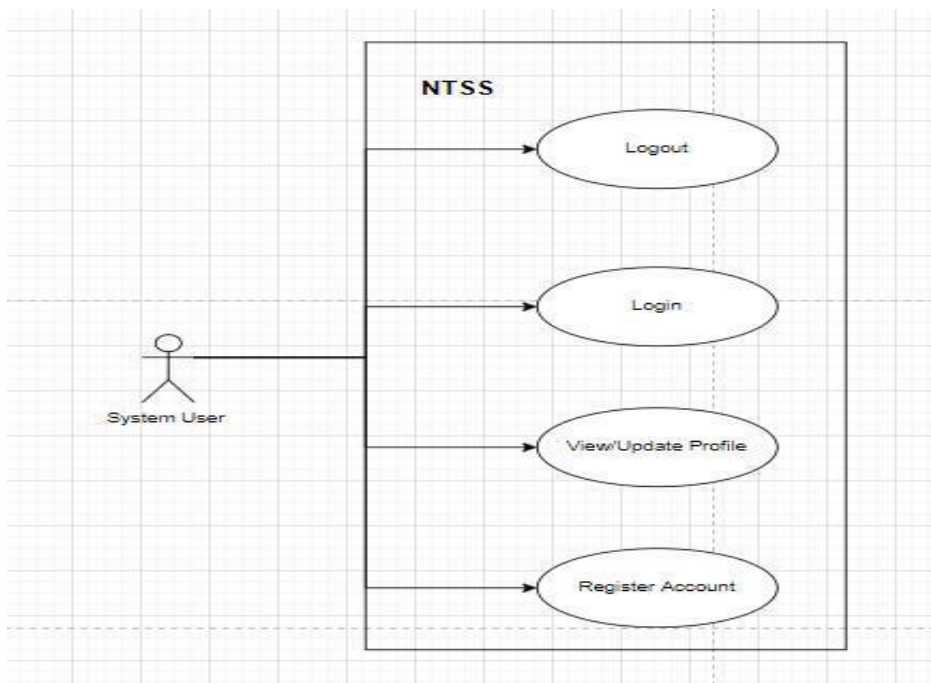 NTSS
Logout
Login
System User
View/Update Profile
Register Account